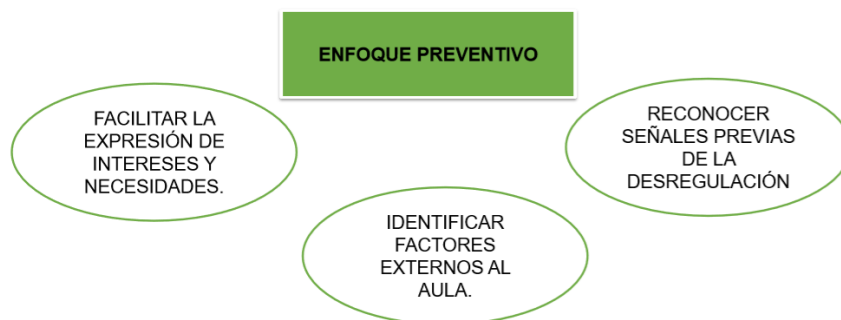 ENFOQUE PREVENTIVO
FACILITAR LA
EXPRESIÓN DE
INTERESES Y
NECESIDADES.
IDENTIFICAR
FACTORES
EXTERNOS AL
AULA.
RECONOCER
SEÑALES PREVIAS
DE LA
DESREGULACIÓN